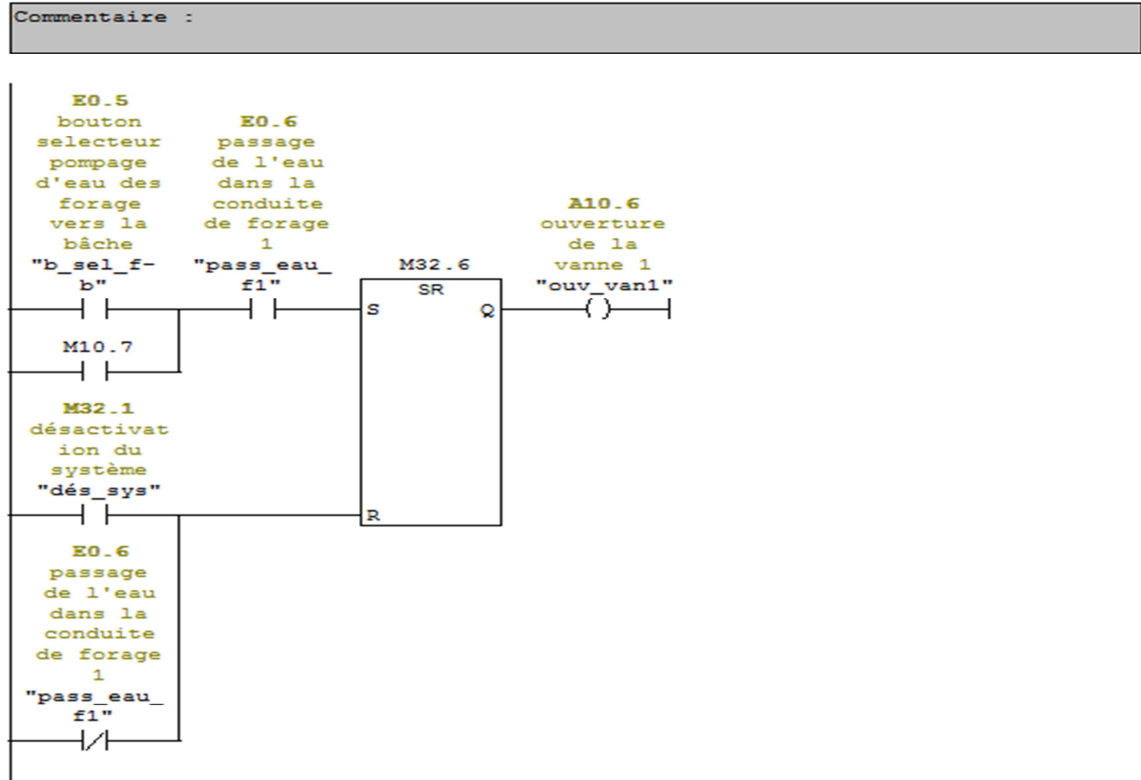 Commentaire :
E0.5
bouton
selecteur
pompage
d'eau des
forage
vers la
bâche
"b_sel_f-
b"
E0.6
passage
de l'eau
dans la
conduite
de forage
1
"pass_eau_
f1"
M32.6
SR
S
Q
A10.6
ouverture
de la
vanne 1
"ouv_van1"
M10.7
M32.1
désactivat
ion du
système
"dés_sys"
R
E0.6
passage
de l'eau
dans la
conduite
de forage
1
"pass_eau_
f1"